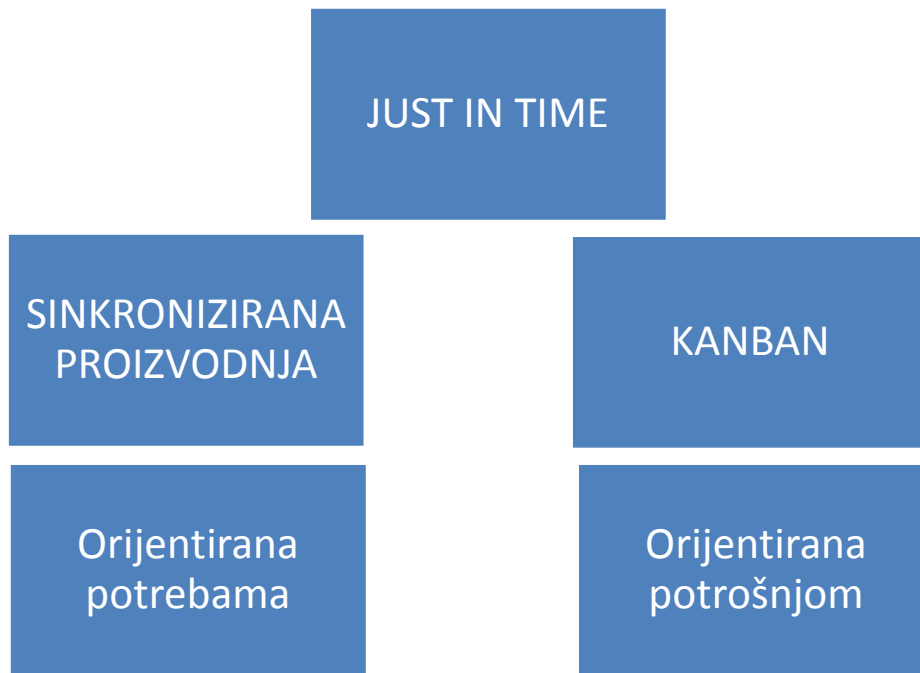 JUST IN TIME
SINKRONIZIRANA
PROIZVODNJA
KANBAN
Orijentirana
potrebama
Orijentirana
potrošnjom